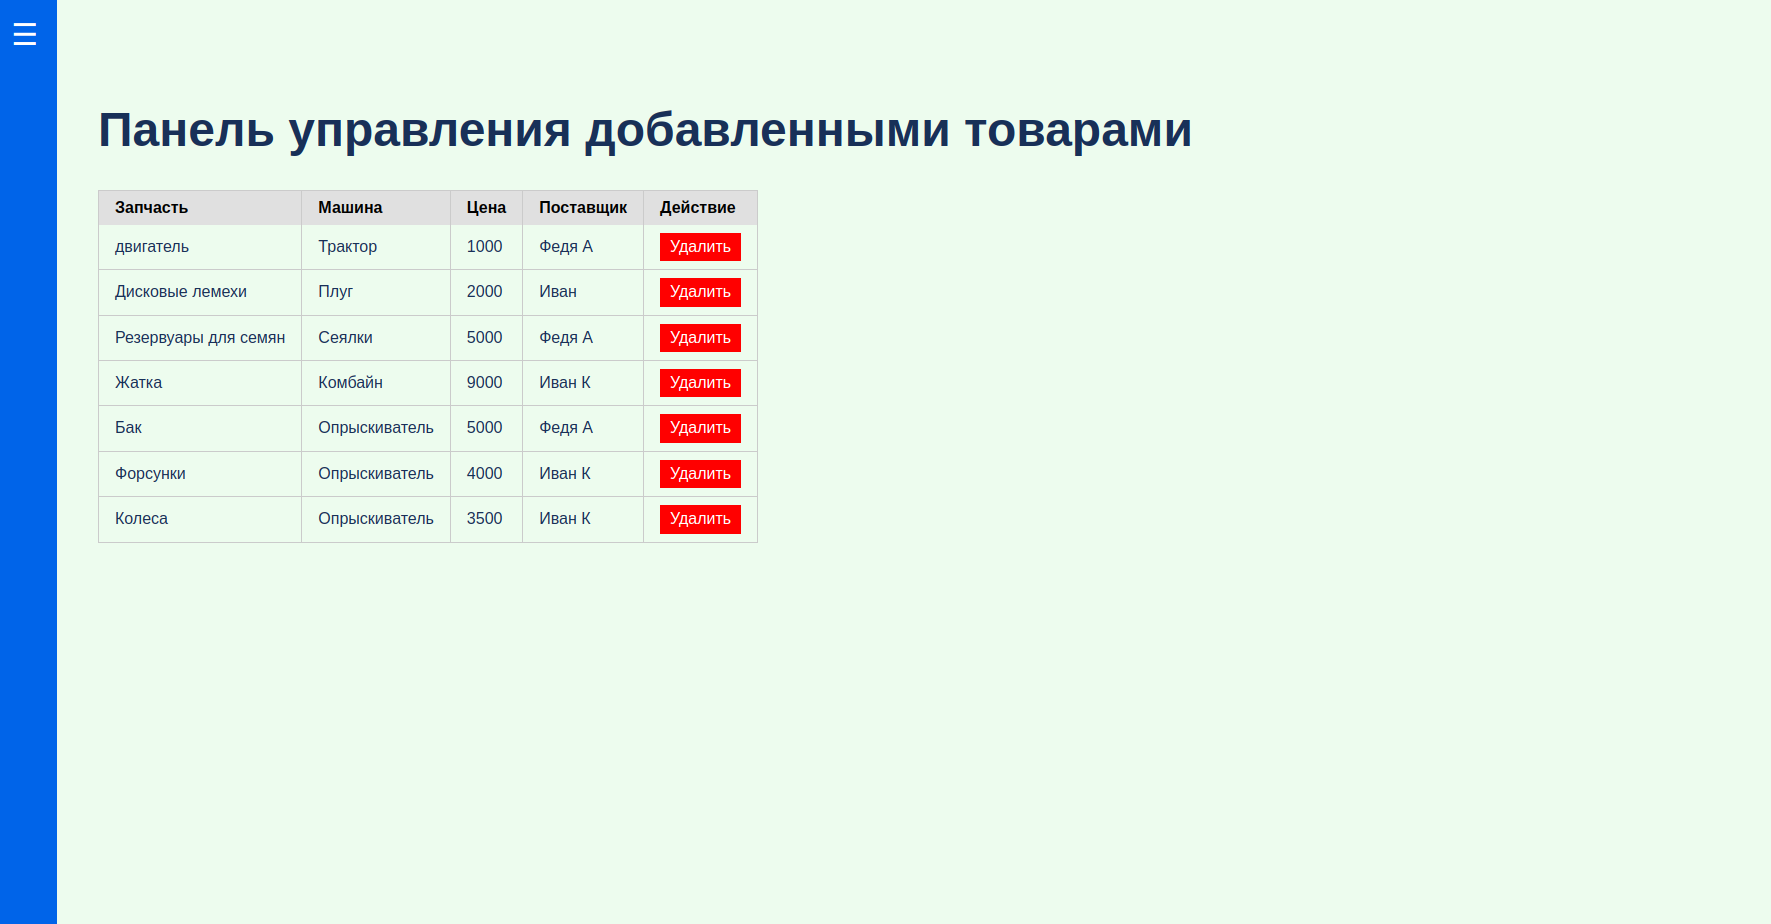 Панель управления добавленными товарами
Запчасть Машина Цена Поставщик Действие
двигатель Трактор 1000 Федя А Удалить
Дисковые лемехи Плуг 2000 Иван Удалить
Резервуары для семян Сеялки 5000 Федя А Удалить
Жатка Комбайн 9000 Иван К Удалить
Бак Опрыскиватель 5000 Федя А Удалить
Форсунки Опрыскиватель 4000 Иван К Удалить
Колеса Опрыскиватель 3500 Иван К Удалить